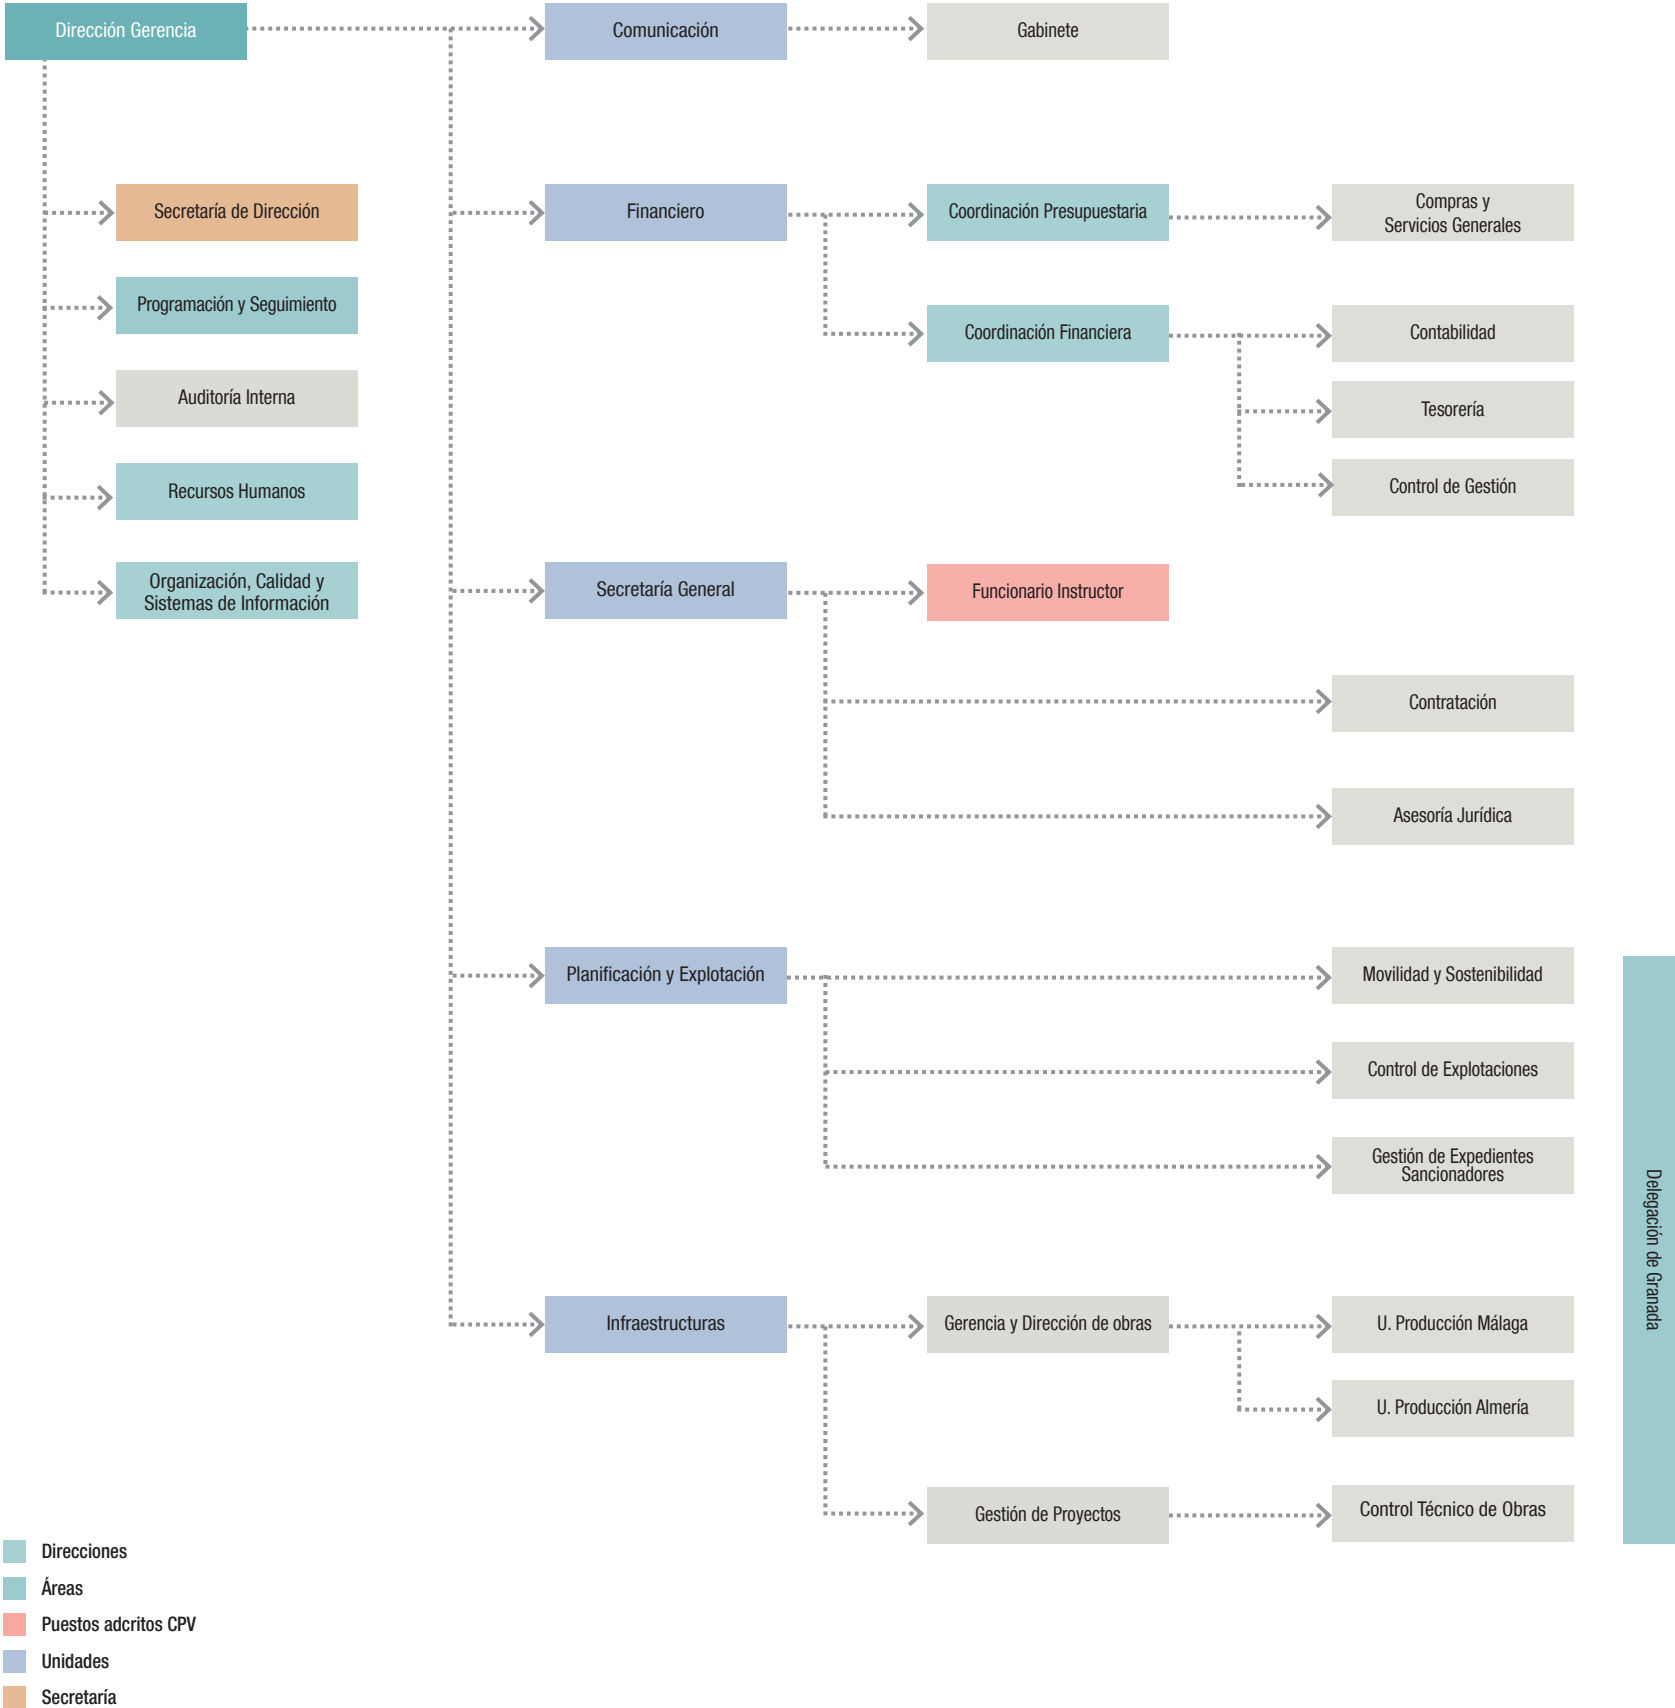 Dirección Gerencia
Comunicación
Gabinete
Secretaría de Dirección
Programación y Seguimiento
Auditoría Interna
Recursos Humanos
Organización, Calidad y
Sistemas de Información
Financiero
Coordinación Presupuestaria
Compras y
Servicios Generales
Coordinación Financiera
Contabilidad
Tesorería
Control de Gestión
Secretaría General
Funcionario Instructor
Contratación
Asesoría Jurídica
Planificación y Explotación
Movilidad y Sostenibilidad
Control de Explotaciones
Gestión de Expedientes
Sancionadores
Infraestructuras
Gerencia y Dirección de obras
U. Producción Málaga
U. Producción Almería
Gestión de Proyectos
Control Técnico de Obras
Delegación de Granada
Direcciones
Áreas
Puestos adcritos CPV
Unidades
Secretaría